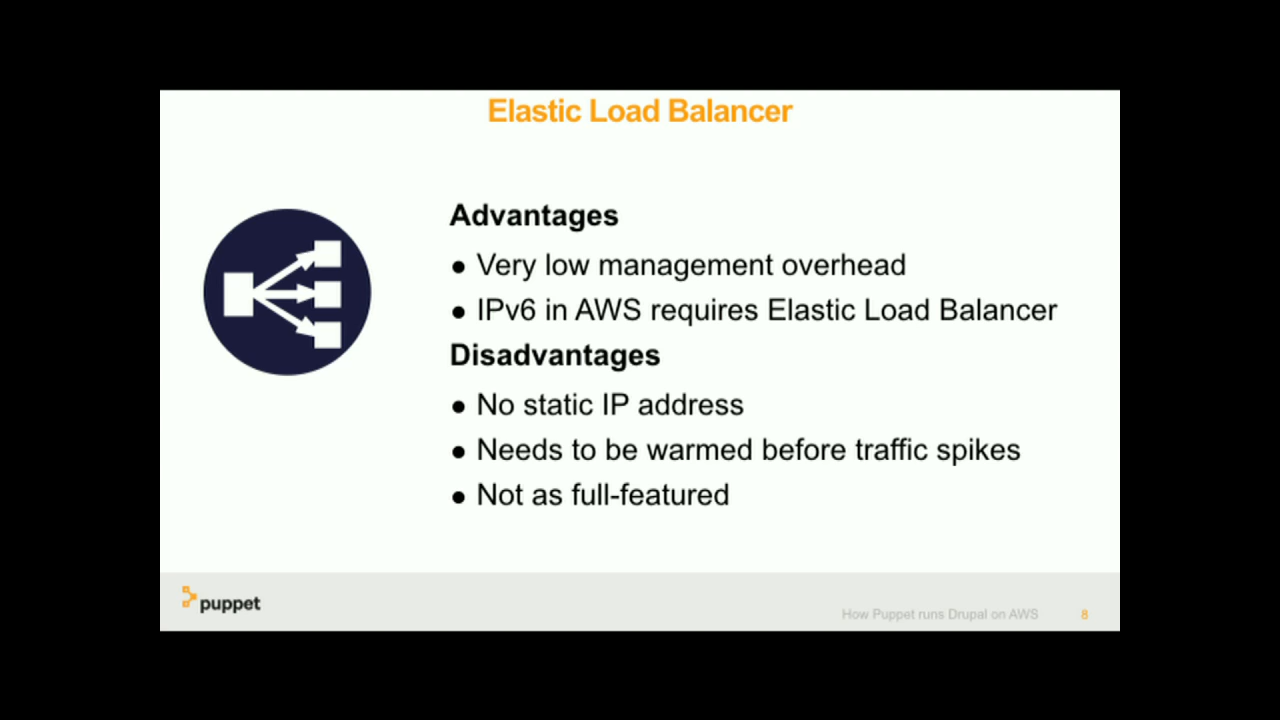 Elastic Load Balancer
Advantages
● Very low management overhead
● IPv6 in AWS requires Elastic Load Balancer
Disadvantages
● No static IP address
● Needs to be warmed before traffic spikes
● Not as full-featured
puppet
How Puppet runs Drupal on AWS 8